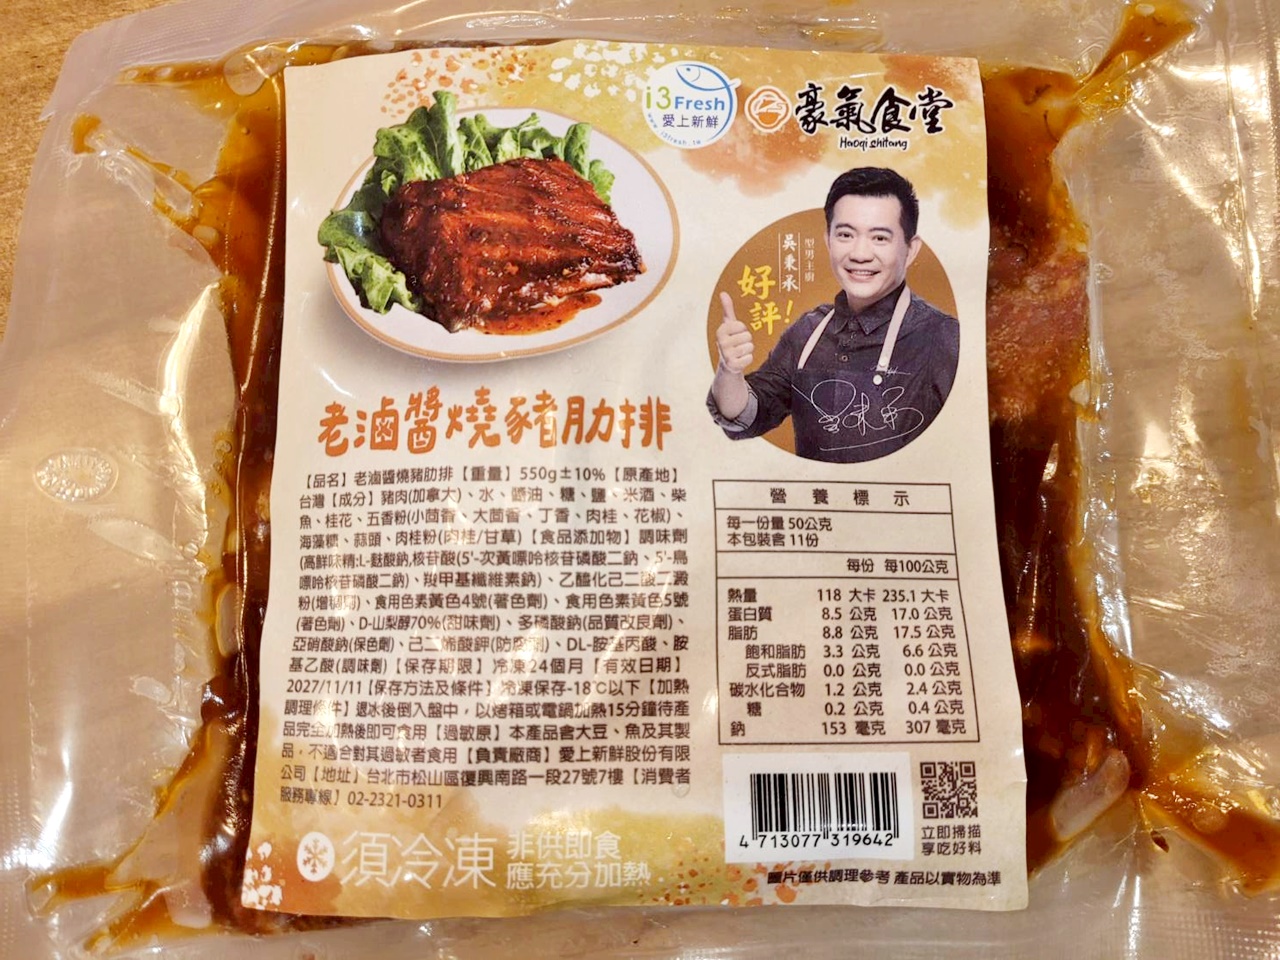 i3Fresh
愛上新鮮
www.i3fresh.tw
豪氣食堂
Haoqi shitang
型男主廚
吳秉承
好評!
老滷醬燒豬肋排
【品名】老滷醬燒豬肋排【重量】550g±10%【原產地】
台灣【成分】豬肉(加拿大)、水、醬油、糖、鹽、米酒、柴
魚、桂花、五香粉(小茴香、大茴香、丁香、肉桂、花椒)、
海藻糖、蒜頭、肉桂粉(肉桂/甘草)【食品添加物】調味劑
(高鮮味精:L-麩酸鈉,核苷酸(5'-次黃嘌呤核苷磷酸二鈉、5'-鳥
嘌呤核苷磷酸二鈉)、羧甲基纖維素鈉)、乙醯化己二酸二澱
粉(增稠劑)、食用色素黃色4號(著色劑)、食用色素黃色5號
(著色劑)、D-山梨醇70%(甜味劑)、多磷酸鈉(品質改良劑)、
亞硝酸鈉(保色劑)、己二烯酸鉀(防腐劑)、DL-胺基丙酸、胺
基乙酸(調味劑)【保存期限】冷凍24個月【有效日期】
2027/11/11【保存方法及條件】冷凍保存-18℃以下【加熱
調理條件】退冰後倒入盤中，以烤箱或電鍋加熱15分鐘待產
品完全加熱後即可食用【過敏原】本產品含大豆、魚及其製
品，不適合對其過敏者食用【負責廠商】愛上新鮮股份有限
公司【地址】台北市松山區復興南路一段27號7樓【消費者
服務專線】02-2321-0311
須冷凍
非供即食
應充分加熱
營養標示
每一份量50公克
本包裝含11份
每份 每100公克
熱量 118 大卡 235.1 大卡
蛋白質 8.5 公克 17.0 公克
脂肪 8.8 公克 17.5 公克
飽和脂肪 3.3 公克 6.6 公克
反式脂肪 0.0 公克 0.0 公克
碳水化合物 1.2 公克 2.4 公克
糖 0.2 公克 0.4 公克
鈉 153 毫克 307 毫克
4 713077 319642
立即掃描
享吃好料
圖片僅供調理參考 產品以實物為準